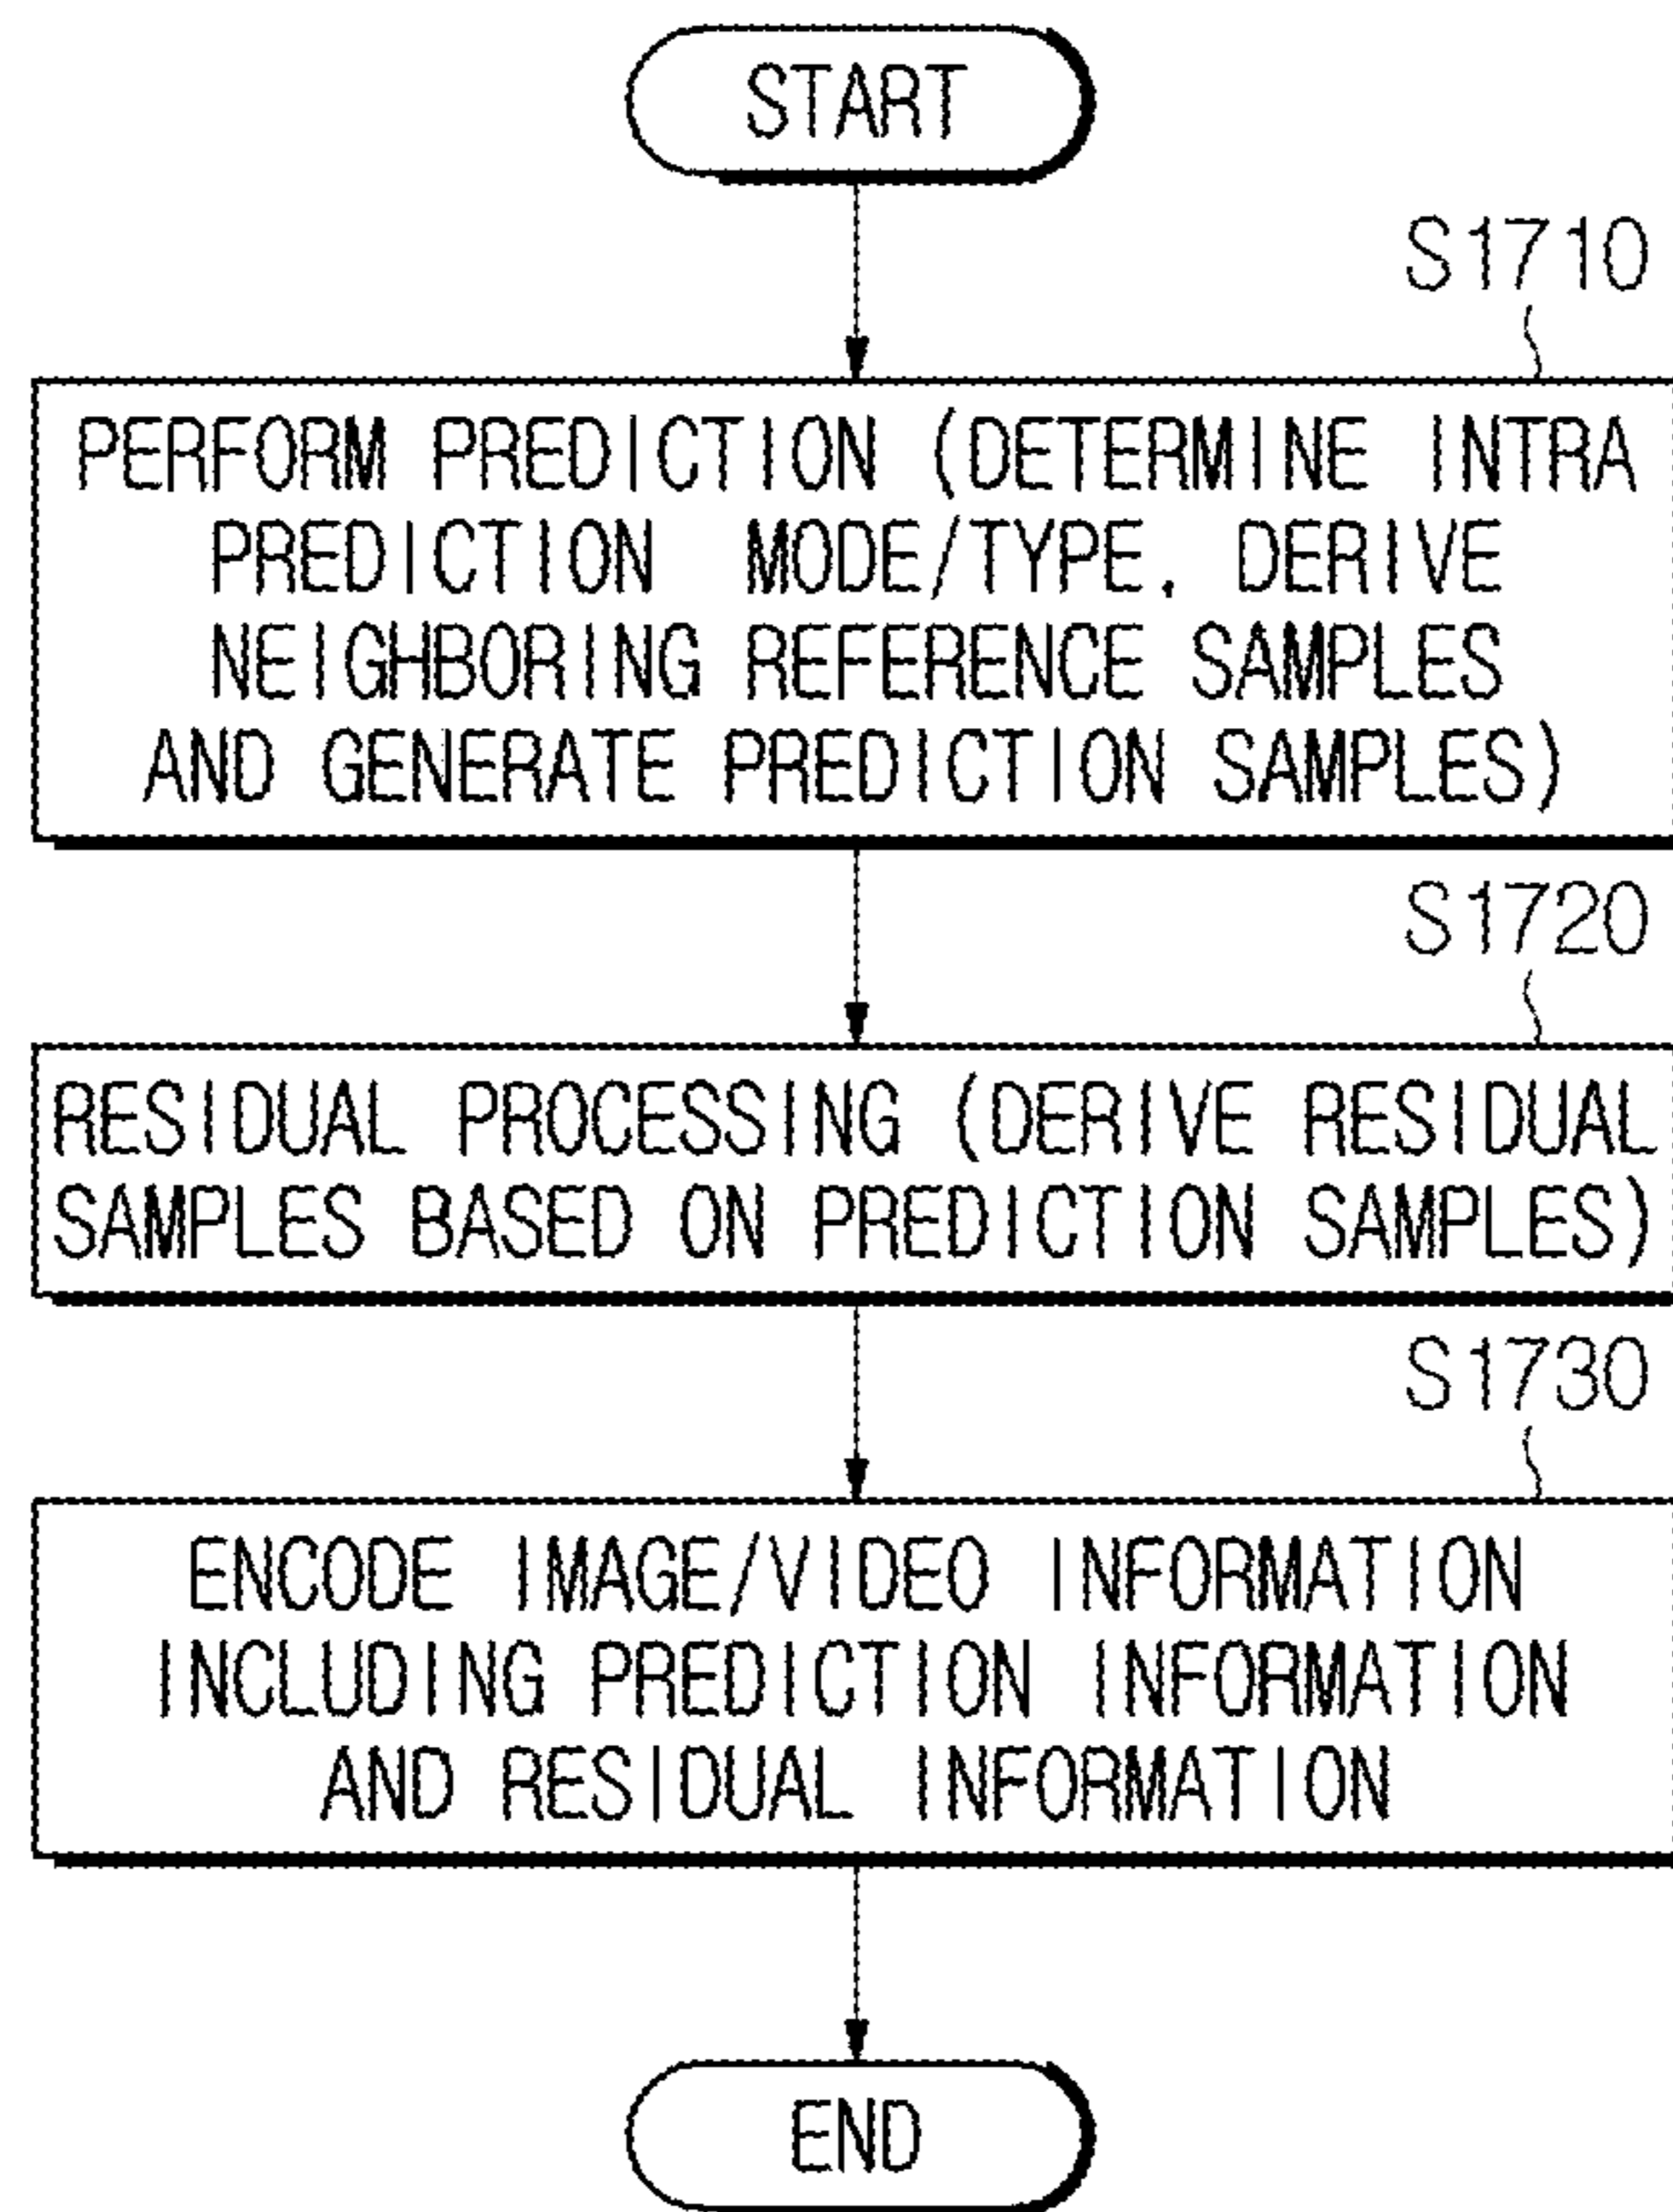 START
S1710
PERFORM PREDICTION (DETERMINE INTRA
PREDICTION MODE/TYPE, DERIVE
NEIGHBORING REFERENCE SAMPLES
AND GENERATE PREDICTION SAMPLES)
S1720
RESIDUAL PROCESSING (DERIVE RESIDUAL
SAMPLES BASED ON PREDICTION SAMPLES)
S1730
ENCODE IMAGE/VIDEO INFORMATION
INCLUDING PREDICTION INFORMATION
AND RESIDUAL INFORMATION
END